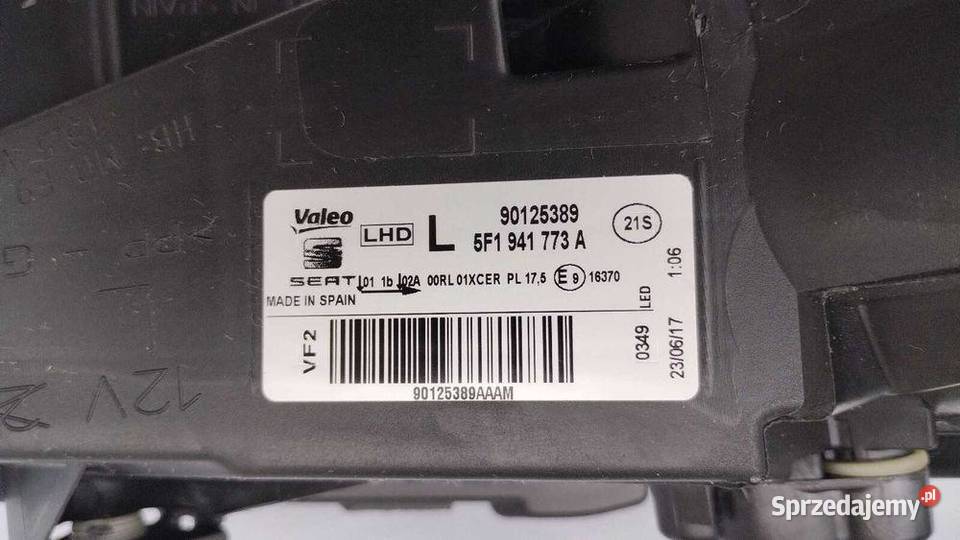 Valeo
SEAT
LHD
L
90125389
5F1 941 773 A
21S
01 1b 02A 00RL 01XCER PL 17,5 E9 16370
MADE IN SPAIN
VF2
90125389AAAM
0349 LED
23/06/17 1:06
12V
Sprzedajemy.pl